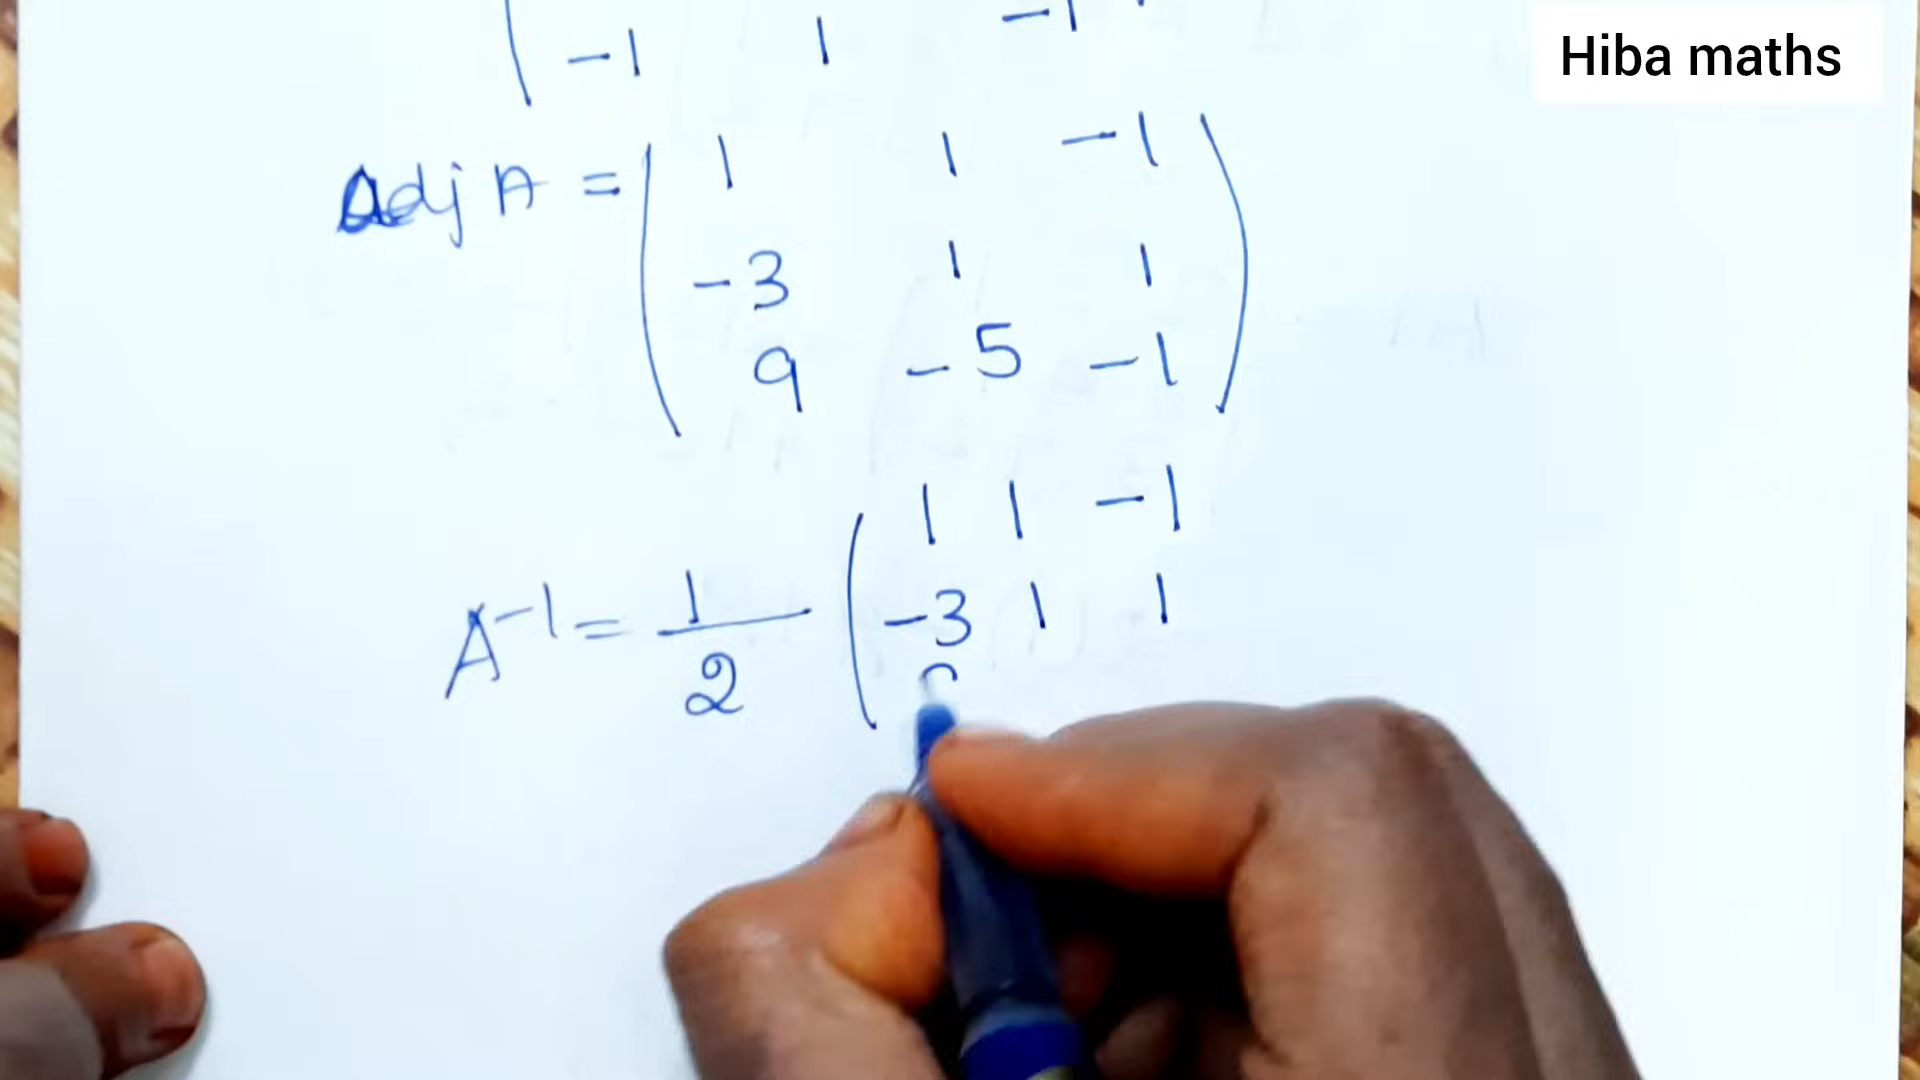 Hiba maths
-1 1 -1
Adj A = ( 1 1 -1
-3 1 1
9 -5 -1 )
A⁻¹ = 1/2 ( 1 1 -1
-3 1 1